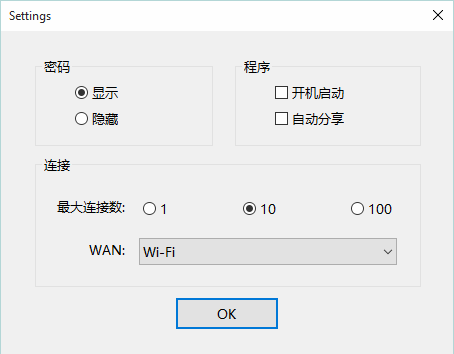 Settings
密码
显示
隐藏
程序
开机启动
自动分享
连接
最大连接数: 1 10 100
WAN: Wi-Fi
OK